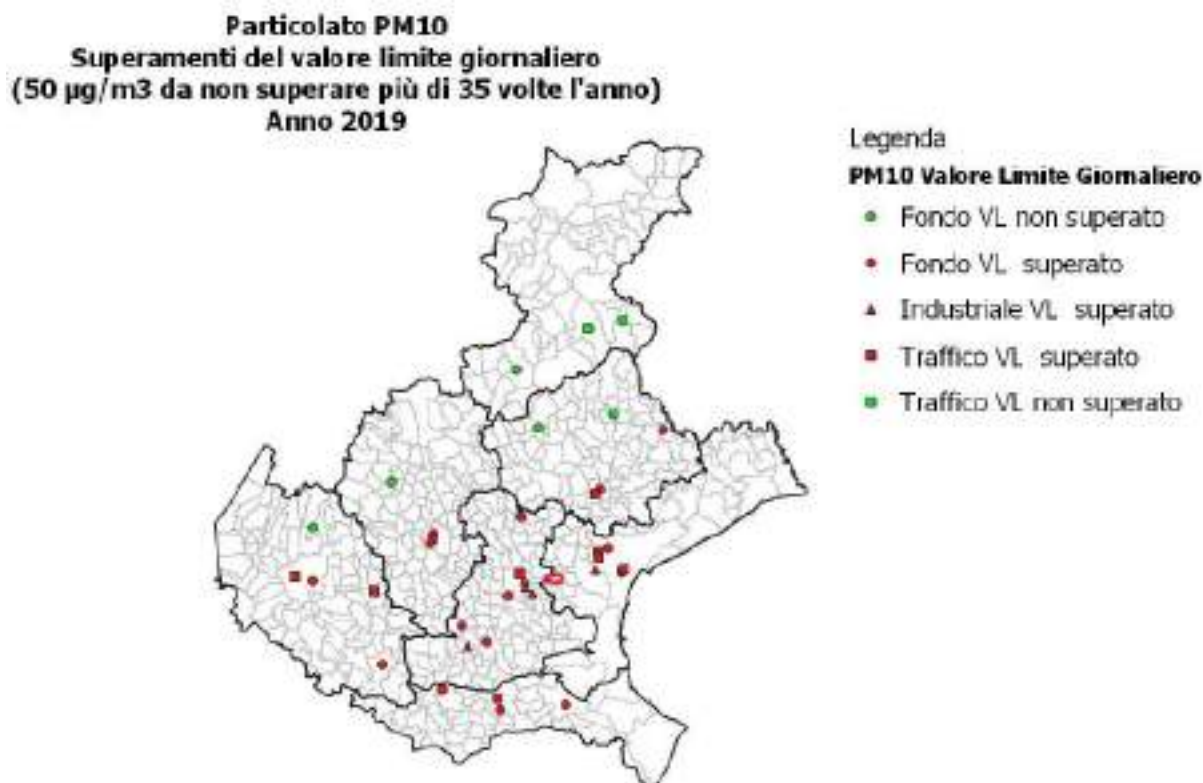 Particolato PM10
Superamenti del valore limite giornaliero
(50 µg/m3 da non superare più di 35 volte l'anno)
Anno 2019
Legenda
PM10 Valore Limite Giornaliero
Fondo VL non superato
Fondo VL superato
Industriale VL superato
Traffico VL superato
Traffico VL non superato